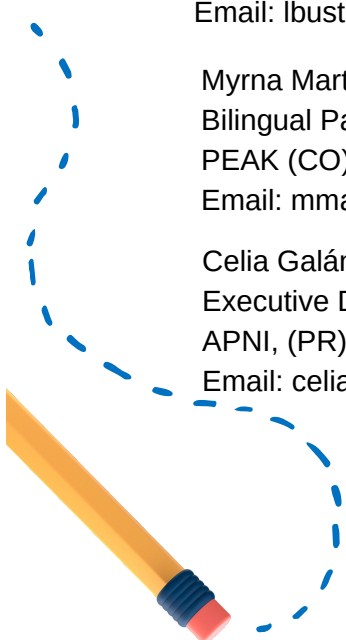 Email: lbust
Myrna Mart
Bilingual Pa
PEAK (CO)
Email: mma
Celia Galán
Executive D
APNI, (PR)
Email: celia